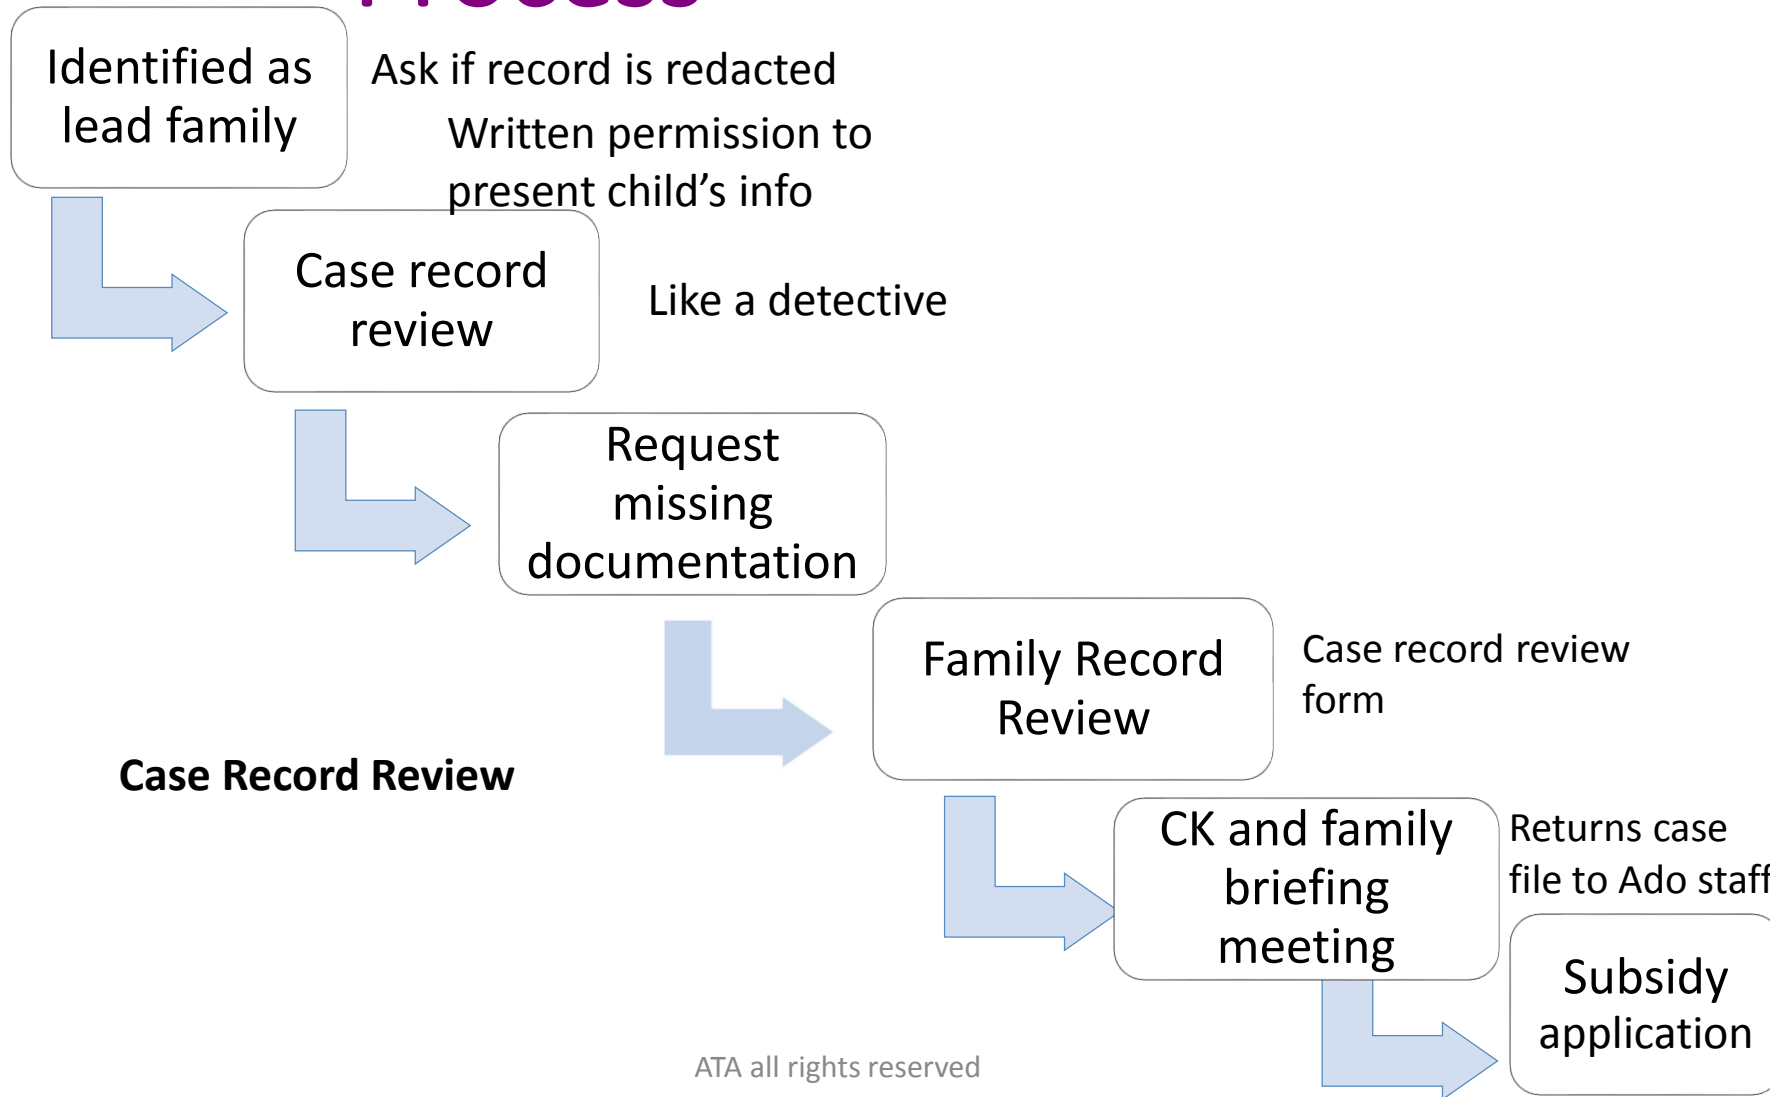 Process
Identified as
lead family
Ask if record is redacted
Written permission to
present child’s info
Case record
review
Like a detective
Request
missing
documentation
Family Record
Review
Case record review
form
Case Record Review
CK and family
briefing
meeting
Returns case
file to Ado staff
Subsidy
application
ATA all rights reserved